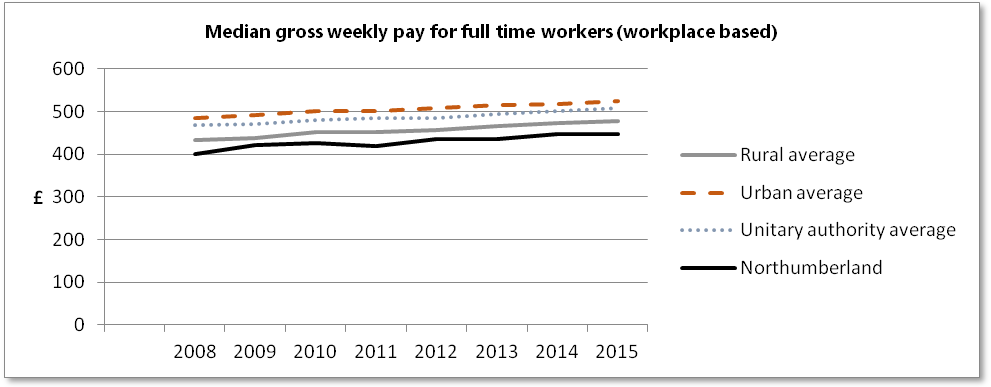 Median gross weekly pay for full time workers (workplace based)
600
500
400
300
200
100
0
£
2008 2009 2010 2011 2012 2013 2014 2015
Rural average
Urban average
Unitary authority average
Northumberland